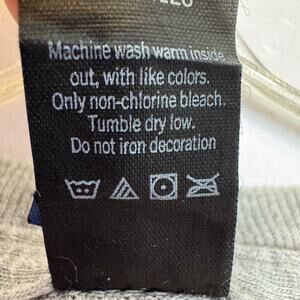 Machine wash warm inside
out, with like colors.
Only non-chlorine bleach.
Tumble dry low.
Do not iron decoration